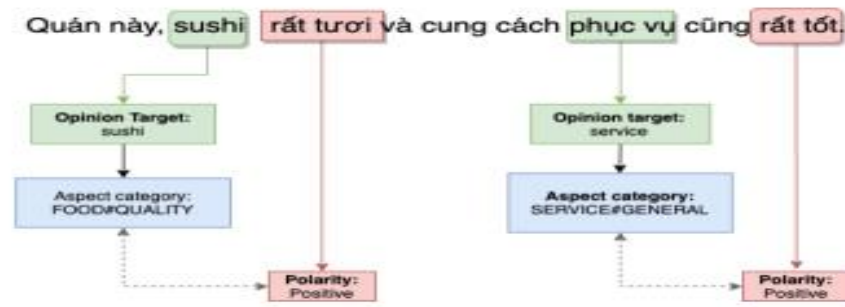 Quán này, sushi rất tươi và cung cách phục vụ cũng rất tốt.
Opinion Target:
sushi
Opinion target:
service
Aspect category:
FOOD#QUALITY
Aspect category:
SERVICE#GENERAL
Polarity:
Positive
Polarity:
Positive